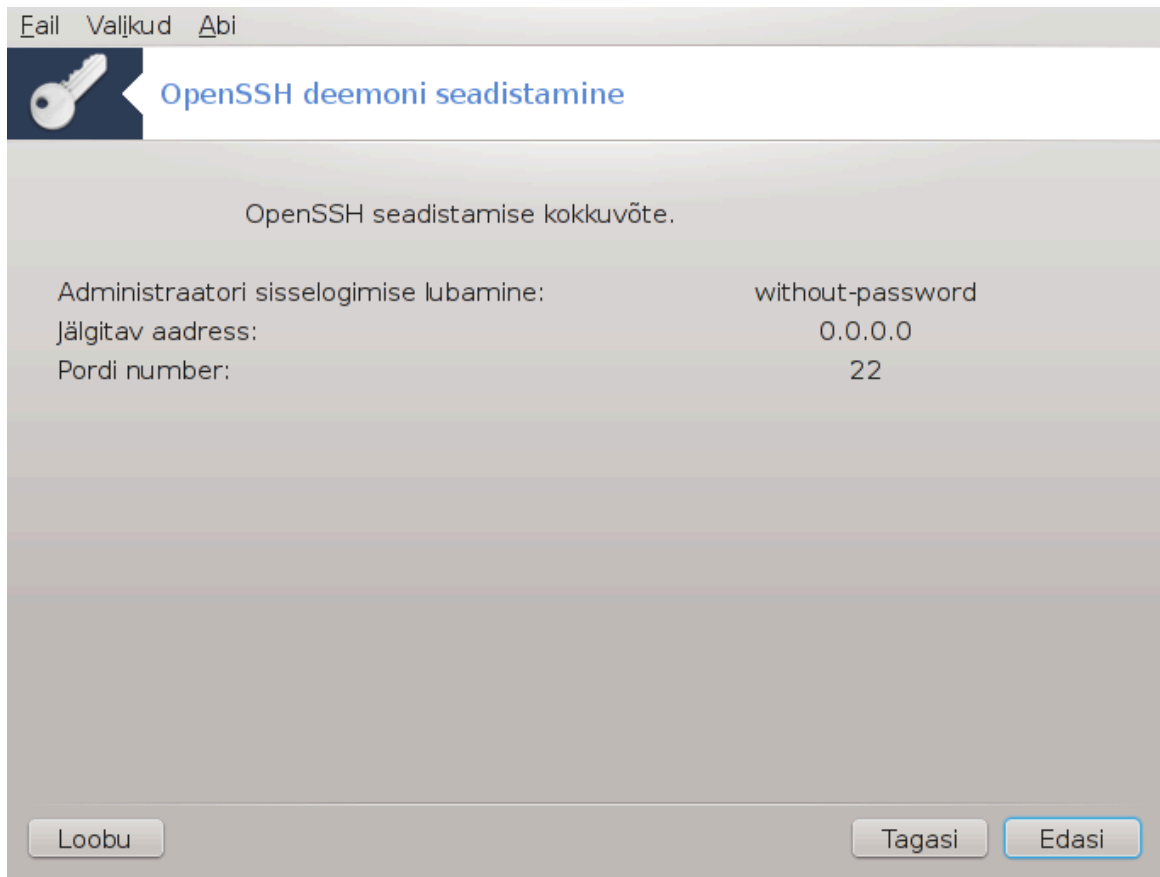 Fail Valikud Abi
OpenSSH deemoni seadistamine
OpenSSH seadistamise kokkuvõte.
Administraatori sisselogimise lubamine: without-password
Jälgitav aadress: 0.0.0.0
Pordi number: 22
Loobu Tagasi Edasi